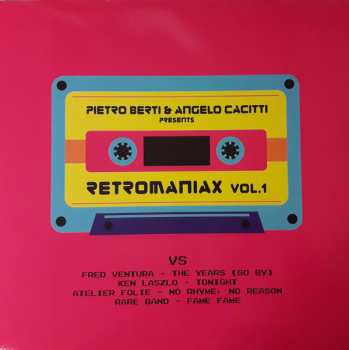 PIETRO BERTI & ANGELO CACITTI
PRESENTS
RETROMANIAX VOL.1
VS
FRED VENTURA - THE YEARS (GO BY)
KEN LASZLO - TONIGHT
ATELIER FOLIE - NO RHYME, NO REASON
RARE BAND - FAME FAME